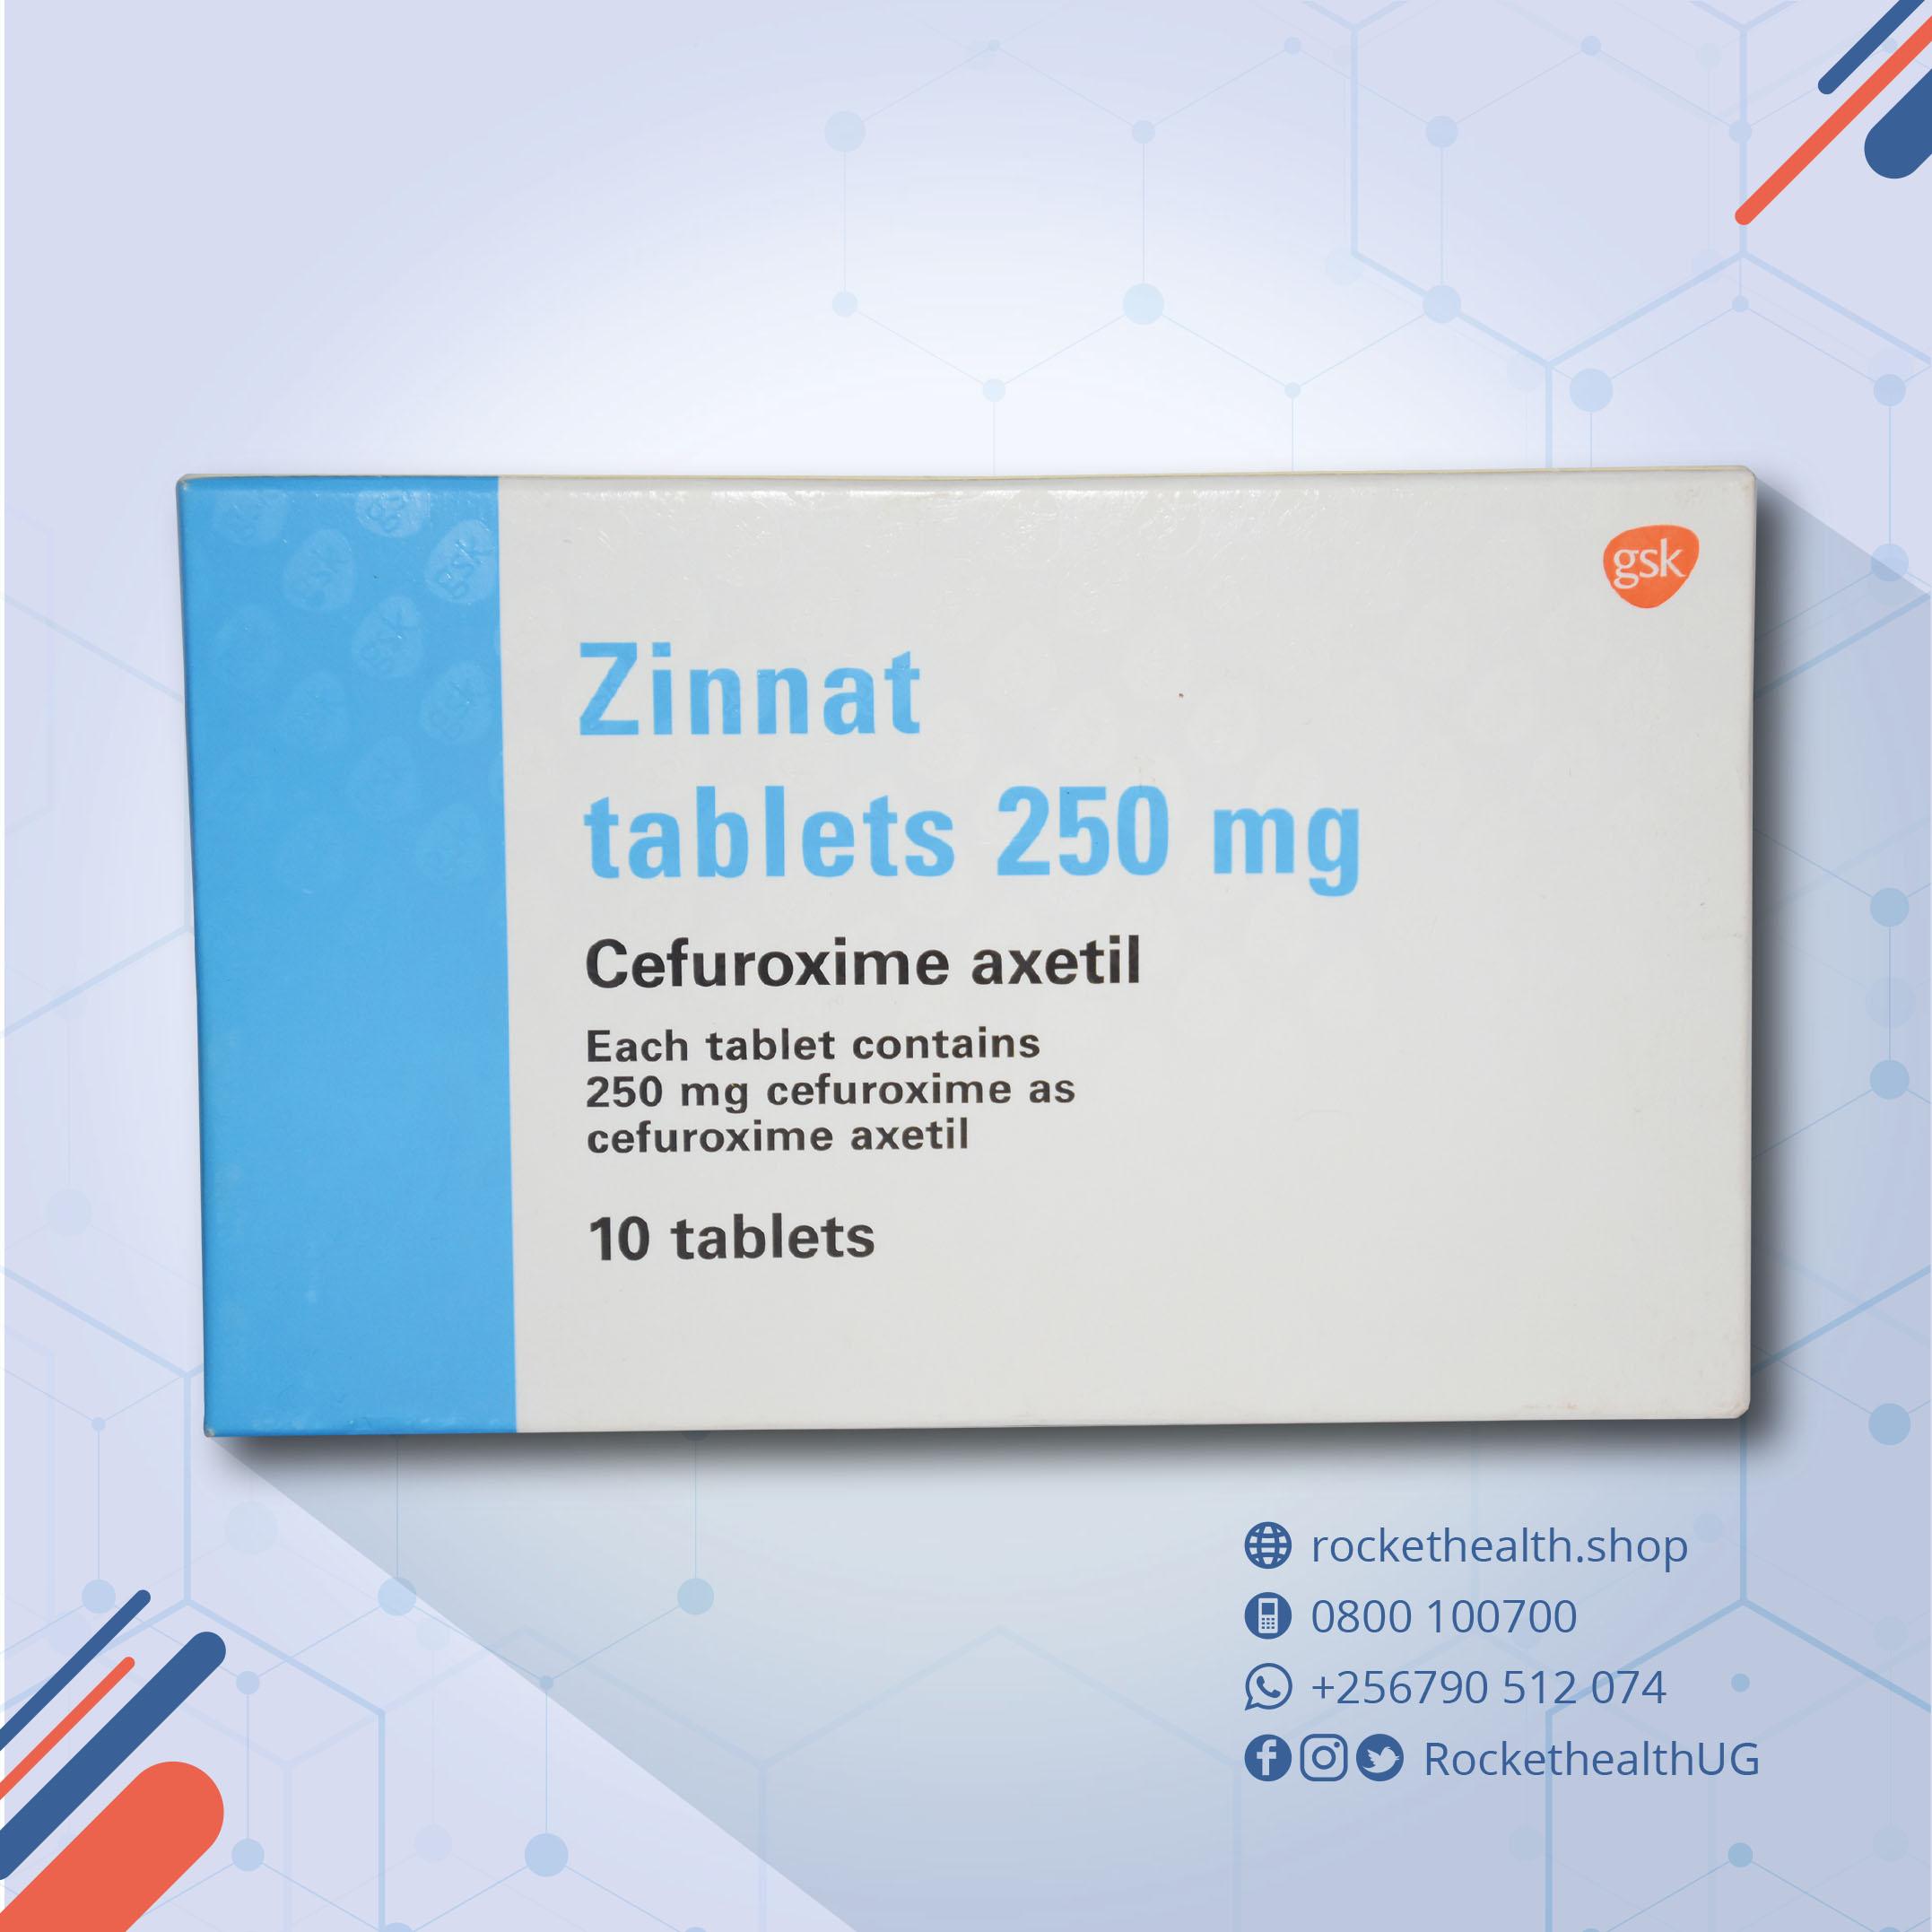 gsk
Zinnat
tablets 250 mg
Cefuroxime axetil
Each tablet contains
250 mg cefuroxime as
cefuroxime axetil
10 tablets
rockethealth.shop
0800 100700
+256790 512 074
RockethealthUG